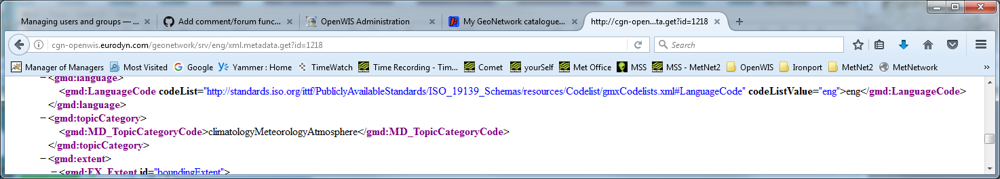 Managing users and groups — ... Add comment/forum func... OpenWIS Administration My GeoNetwork catalogue... http://cgn-open...ta.get?id=1218
cgn-openwis.eurodyn.com/geonetwork/srv/eng/xml.metadata.get?id=1218 Search
Manager of Managers Most Visited Google Yammer : Home TimeWatch Time Recording - Tim... Comet yourSelf Met Office MSS MSS - MetNet2 OpenWIS Ironport MetNet2 MetNetwork »
− <gmd:language>
<gmd:LanguageCode codeList="http://standards.iso.org/ittf/PubliclyAvailableStandards/ISO_19139_Schemas/resources/Codelist/gmxCodelists.xml#LanguageCode" codeListValue="eng">eng</gmd:LanguageCode>
</gmd:language>
− <gmd:topicCategory>
<gmd:MD_TopicCategoryCode>climatologyMeteorologyAtmosphere</gmd:MD_TopicCategoryCode>
</gmd:topicCategory>
− <gmd:extent>
− <gmd:EX_Extent id="boundingExtent">